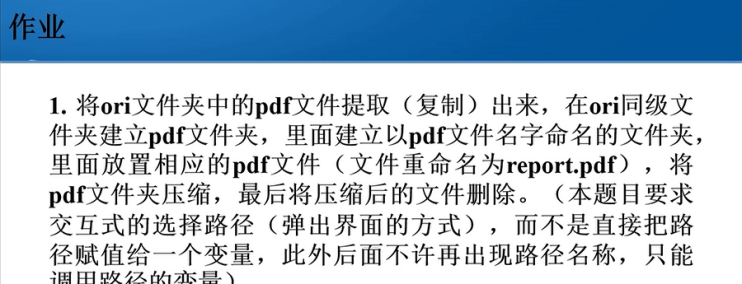 作业
1. 将ori文件夹中的pdf文件提取（复制）出来，在ori同级文
件夹建立pdf文件夹，里面建立以pdf文件名字命名的文件夹，
里面放置相应的pdf文件（文件重命名为report.pdf），将
pdf文件夹压缩，最后将压缩后的文件删除。（本题目要求
交互式的选择路径（弹出界面的方式），而不是直接把路
径赋值给一个变量，此外后面不许再出现路径名称，只能
调用路径的变量）